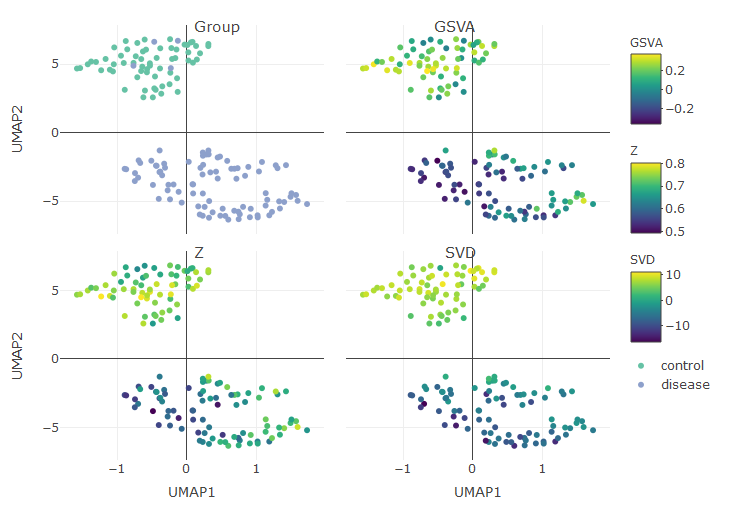 Group
GSVA
UMAP2
5
0
−5
Z
SVD
UMAP2
5
0
−5
−1
0
1
−1
0
1
UMAP1
UMAP1
GSVA
0.2
0
−0.2
Z
0.8
0.7
0.6
0.5
SVD
10
0
−10
control
disease